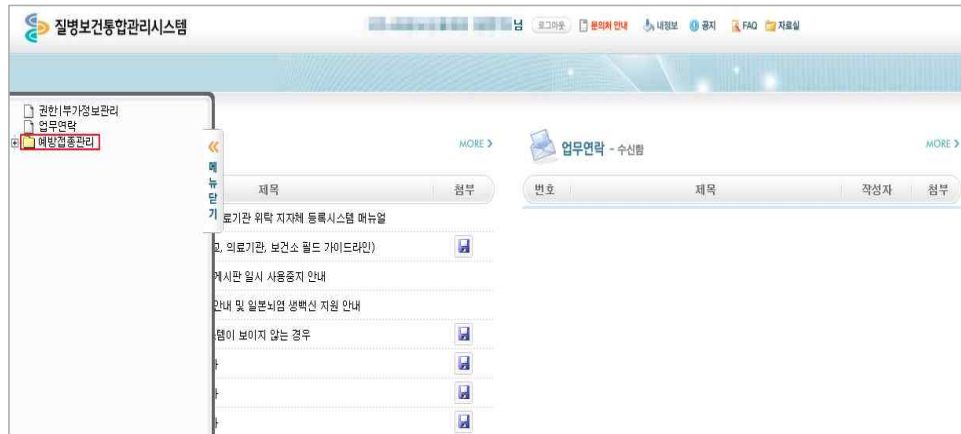 질병보건통합관리시스템
님 로그아웃 문의처 안내 내정보 공지 FAQ 자료실
권한|부가정보관리
업무연락
예방접종관리
메뉴닫기
MORE
제목 첨부
료기관 위탁 지자체 등록시스템 매뉴얼
교, 의료기관, 보건소 필드 가이드라인)
게시판 일시 사용중지 안내
안내 및 일본뇌염 생백신 지원 안내
템이 보이지 않는 경우
업무연락 - 수신함 MORE
번호 제목 작성자 첨부